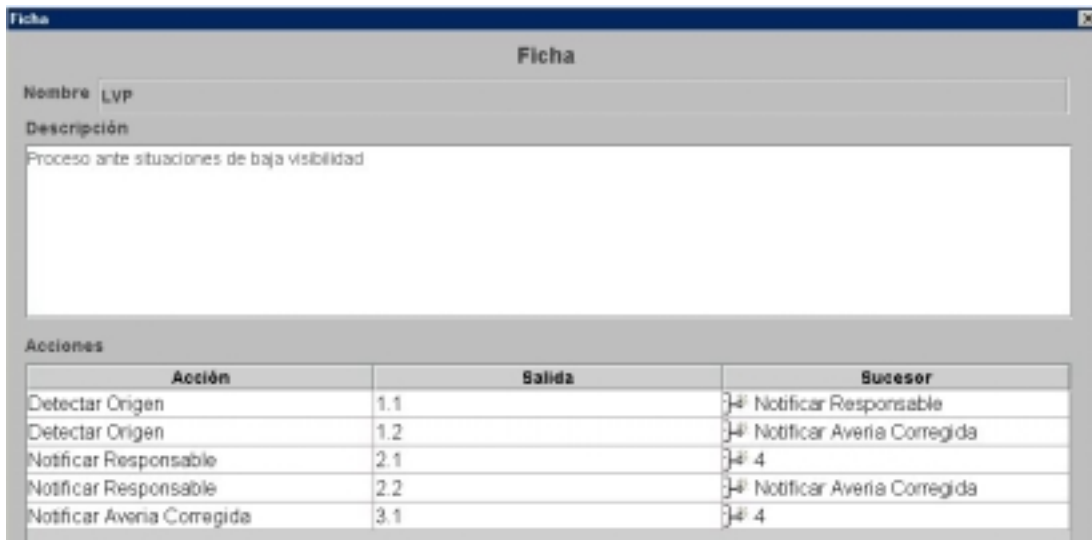 Ficha
Ficha
Nombre LVP
Descripción
Proceso ante situaciones de baja visibilidad
Acciones
Acción Salida Sucesor
Detectar Origen 1.1 Notificar Responsable
Detectar Origen 1.2 Notificar Averia Corregida
Notificar Responsable 2.1 4
Notificar Responsable 2.2 Notificar Averia Corregida
Notificar Averia Corregida 3.1 4